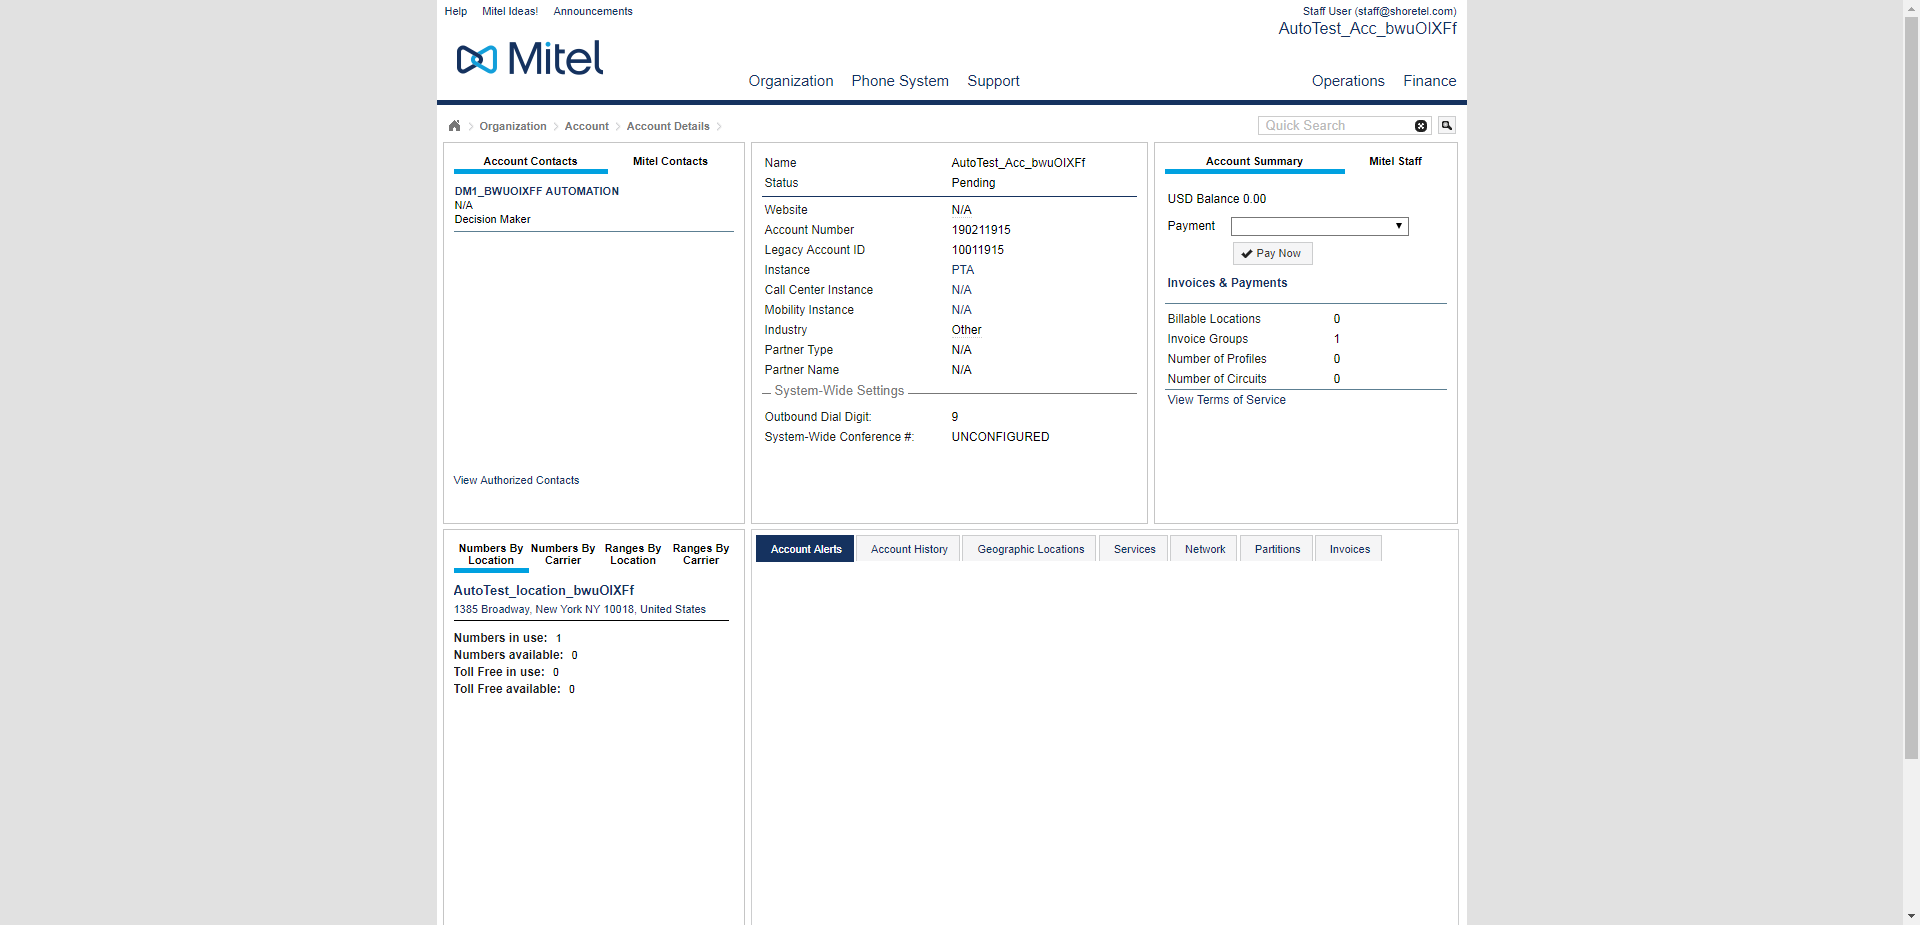 Help Mitel Ideas! Announcements
Staff User (staff@shoretel.com)
AutoTest_Acc_bwuOIXFf
Mitel
Organization Phone System Support Operations Finance
Organization Account Account Details
Quick Search
Account Contacts Mitel Contacts
DM1_BWUOIXFF AUTOMATION
N/A
Decision Maker
View Authorized Contacts
Name AutoTest_Acc_bwuOIXFf
Status Pending
Website N/A
Account Number 190211915
Legacy Account ID 10011915
Instance PTA
Call Center Instance N/A
Mobility Instance N/A
Industry Other
Partner Type N/A
Partner Name N/A
System-Wide Settings
Outbound Dial Digit: 9
System-Wide Conference #: UNCONFIGURED
Account Summary Mitel Staff
USD Balance 0.00
Payment
Pay Now
Invoices & Payments
Billable Locations 0
Invoice Groups 1
Number of Profiles 0
Number of Circuits 0
View Terms of Service
Numbers By Location Numbers By Carrier Ranges By Location Ranges By Carrier
AutoTest_location_bwuOIXFf
1385 Broadway, New York NY 10018, United States
Numbers in use: 1
Numbers available: 0
Toll Free in use: 0
Toll Free available: 0
Account Alerts Account History Geographic Locations Services Network Partitions Invoices